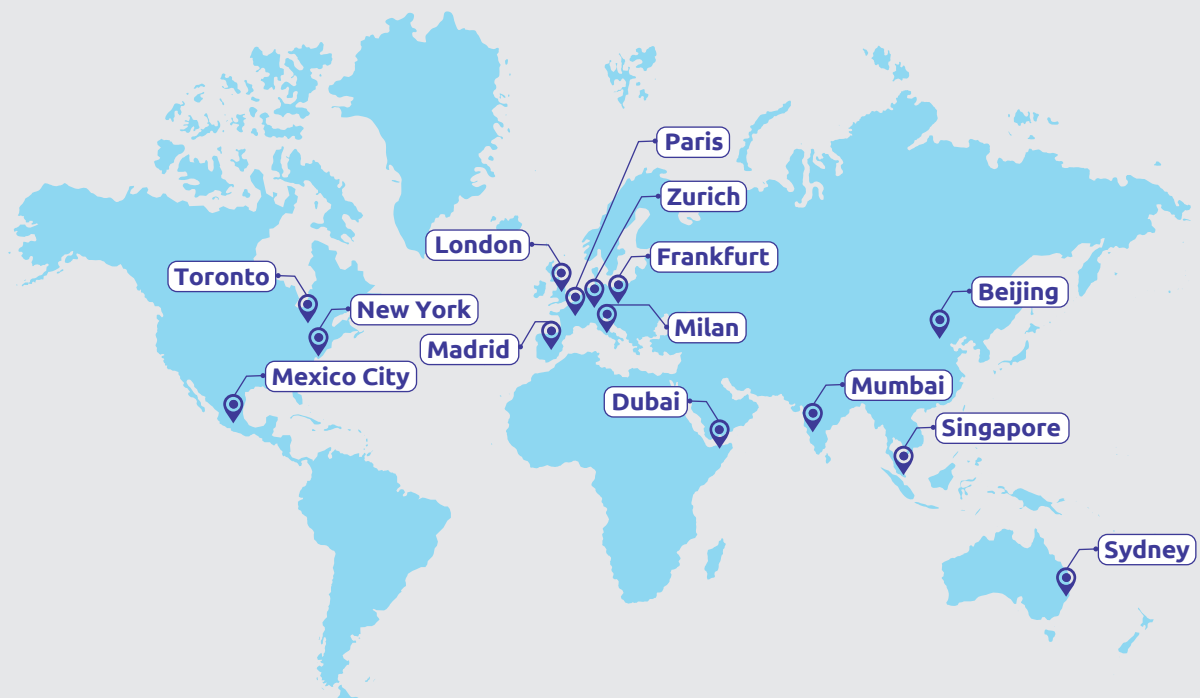 Paris
Zurich
London
Frankfurt
Toronto
Beijing
New York
Milan
Madrid
Mexico City
Mumbai
Dubai
Singapore
Sydney